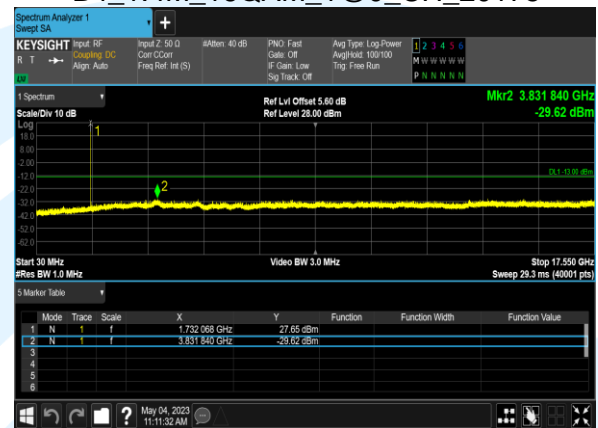 Spectrum Analyzer 1
Swept SA
KEYSIGHT Input: RF Input Z: 50 Ω #Atten: 40 dB PNO: Fast Avg Type: Log-Power 1 2 3 4 5 6
R T Coupling: DC Corr CCorr Gate: Off Avg|Hold: 100/100 M W W W W W
Align: Auto Freq Ref: Int (S) IF Gain: Low Trig: Free Run P N N N N N
LW Sig Track: Off
1 Spectrum Ref Lvl Offset 5.60 dB Mkr2 3.831 840 GHz
Scale/Div 10 dB Ref Level 28.00 dBm -29.62 dBm
Log
18.0 1
8.00
-2.00
-12.0 DL1 -13.00 dBm
-22.0 2
-32.0
-42.0
-52.0
-62.0
Start 30 MHz Video BW 3.0 MHz Stop 17.550 GHz
#Res BW 1.0 MHz Sweep 29.3 ms (40001 pts)
5 Marker Table
Mode Trace Scale X Y Function Function Width Function Value
1 N 1 f 1.732 068 GHz 27.65 dBm
2 N 1 f 3.831 840 GHz -29.62 dBm
3
4
5
6
? May 04, 2023
11:11:32 AM